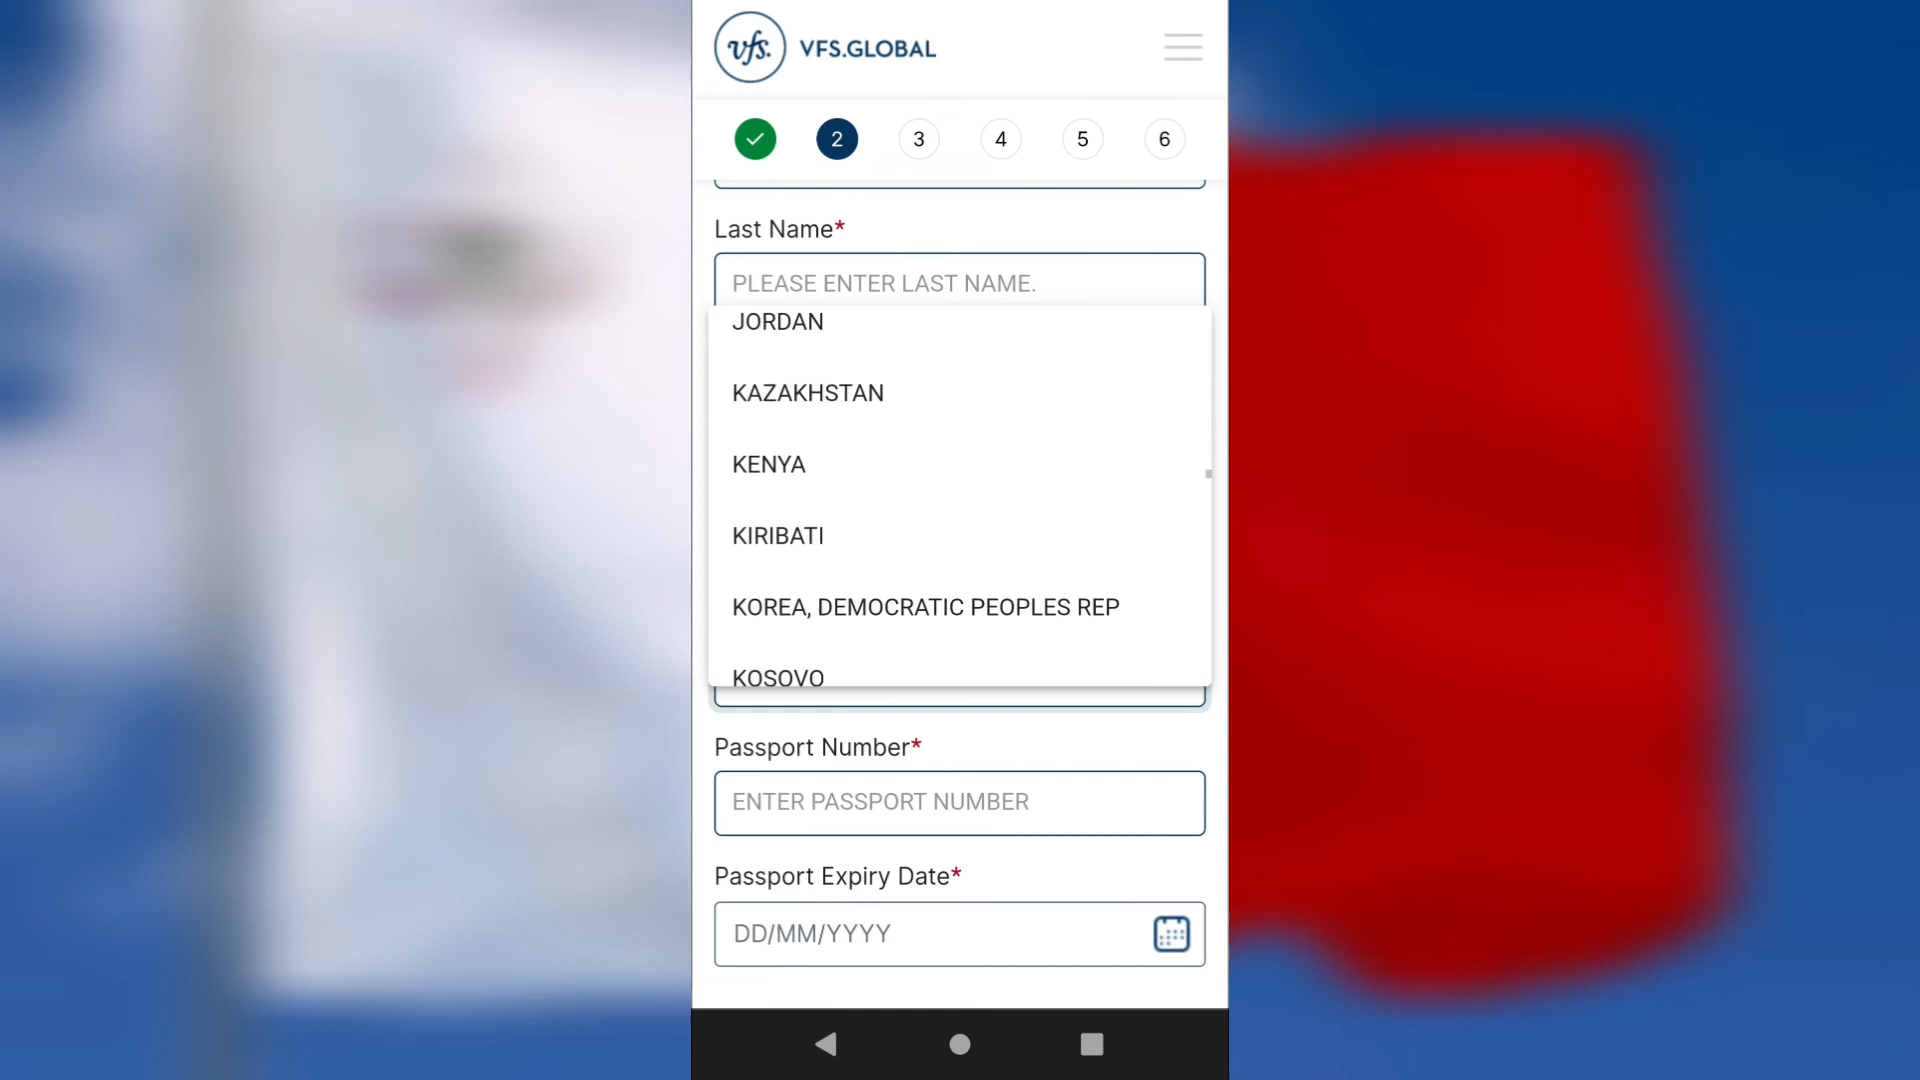 vfs. VFS.GLOBAL
2 3 4 5 6
Last Name*
PLEASE ENTER LAST NAME.
JORDAN
KAZAKHSTAN
KENYA
KIRIBATI
KOREA, DEMOCRATIC PEOPLES REP
KOSOVO
Passport Number*
ENTER PASSPORT NUMBER
Passport Expiry Date*
DD/MM/YYYY